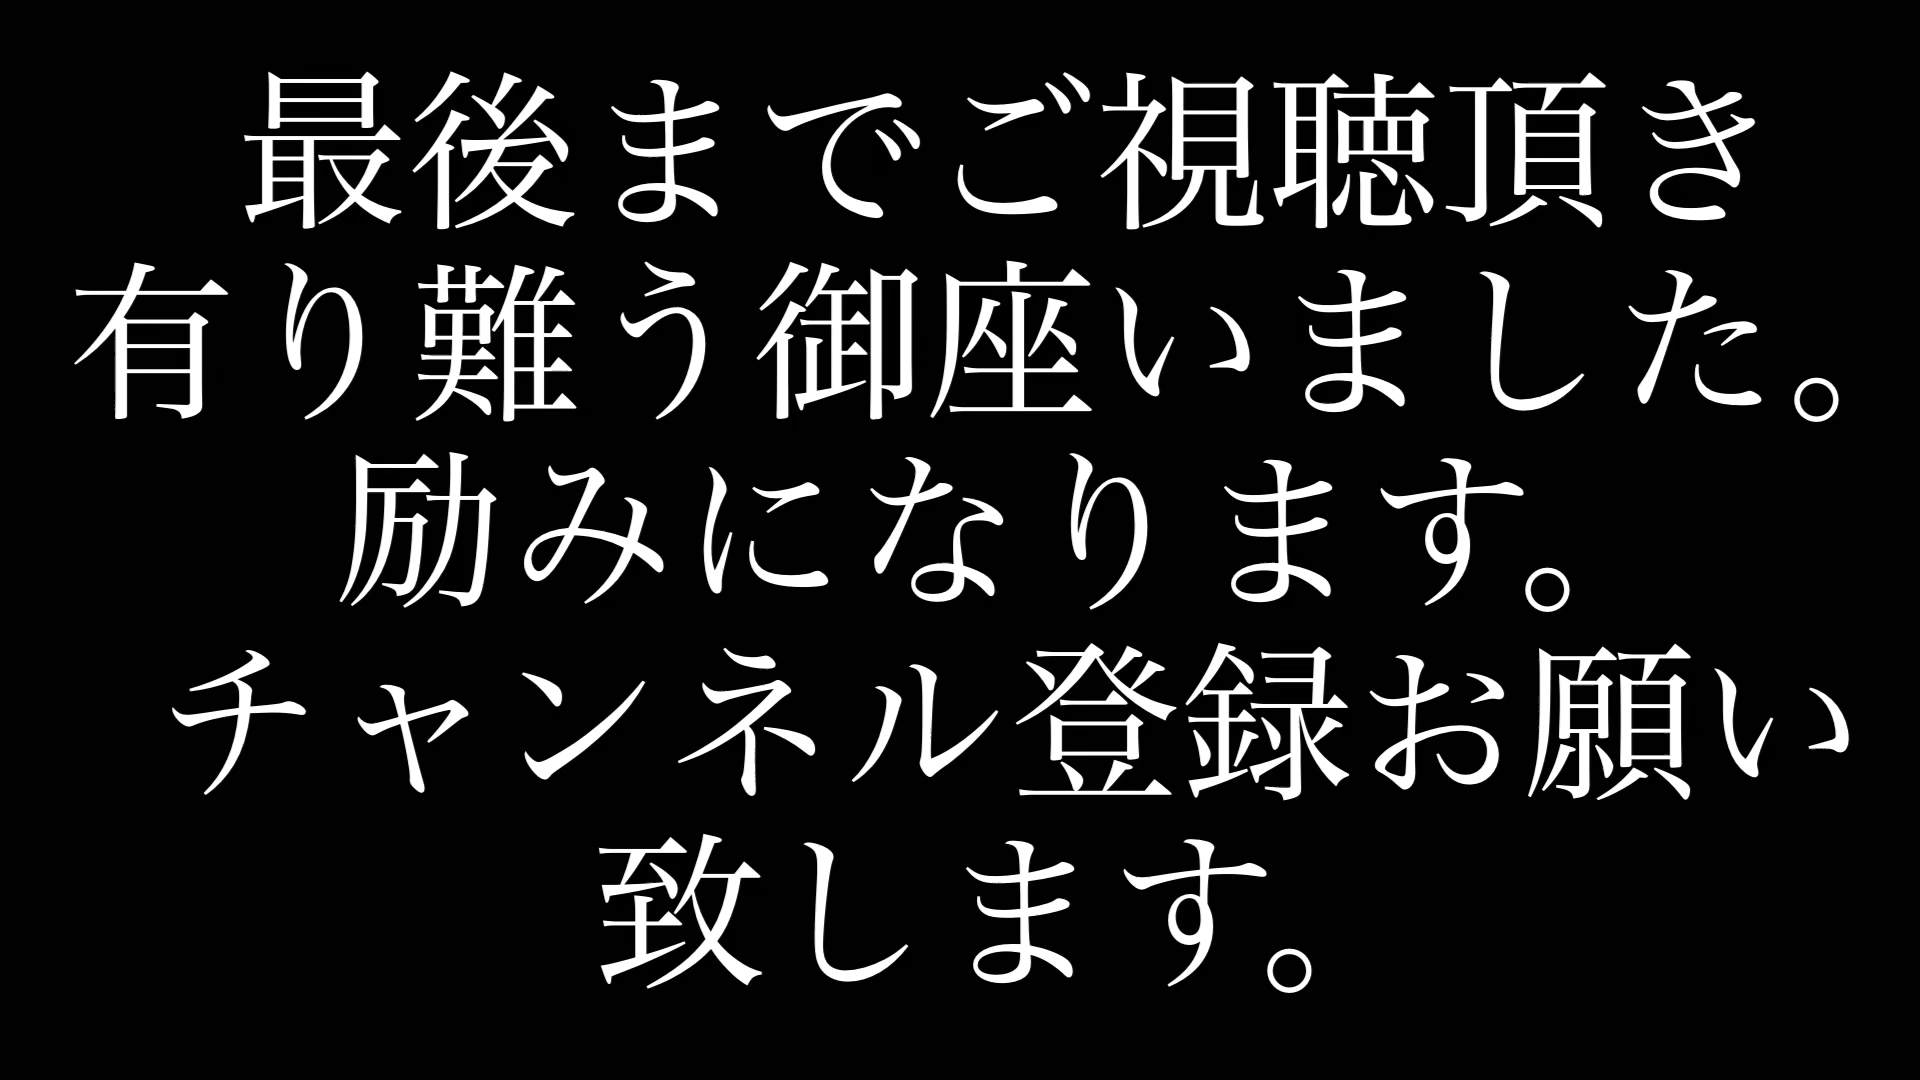 最後までご視聴頂き
有り難う御座いました。
励みになります。
チャンネル登録お願い
致します。